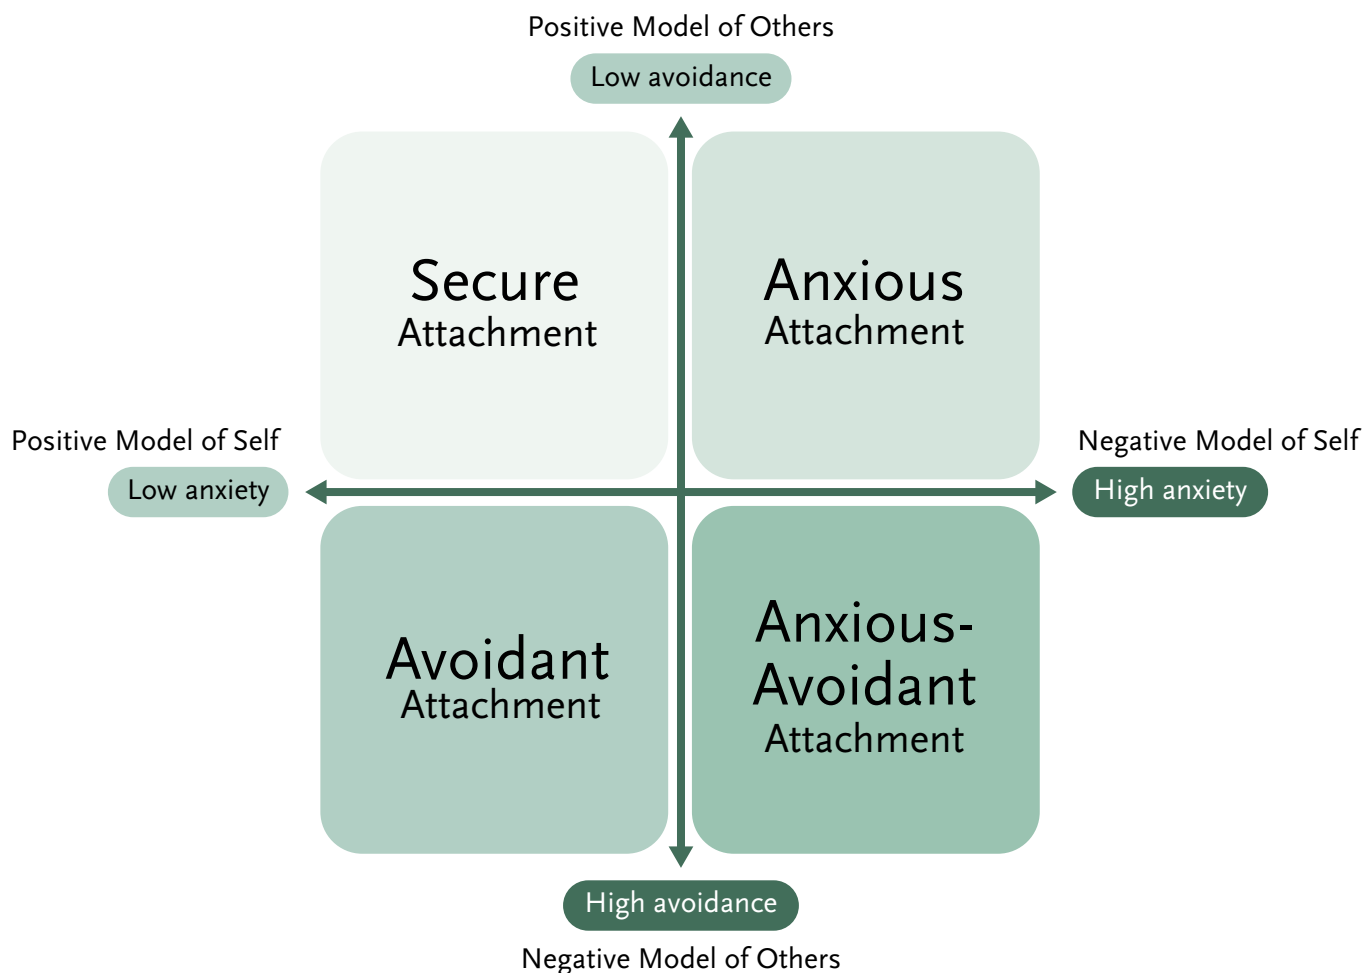 Positive Model of Others
Low avoidance
Secure
Attachment
Anxious
Attachment
Positive Model of Self
Low anxiety
Negative Model of Self
High anxiety
Avoidant
Attachment
Anxious-
Avoidant
Attachment
High avoidance
Negative Model of Others